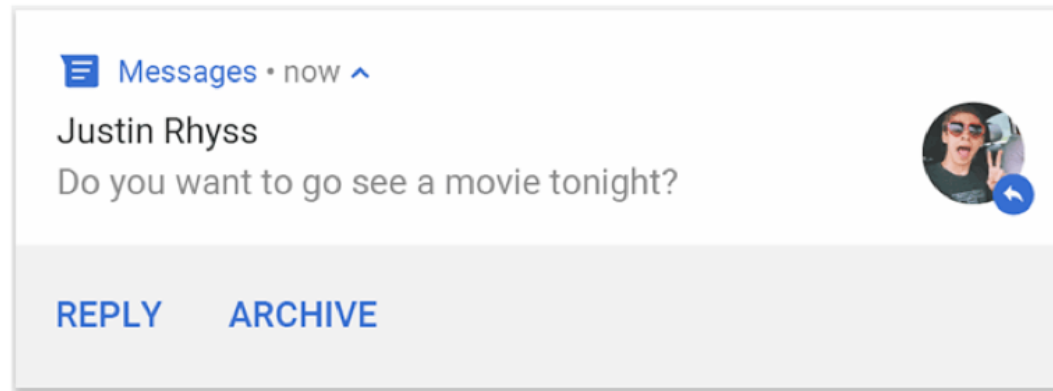 Messages • now
Justin Rhyss
Do you want to go see a movie tonight?
REPLY ARCHIVE